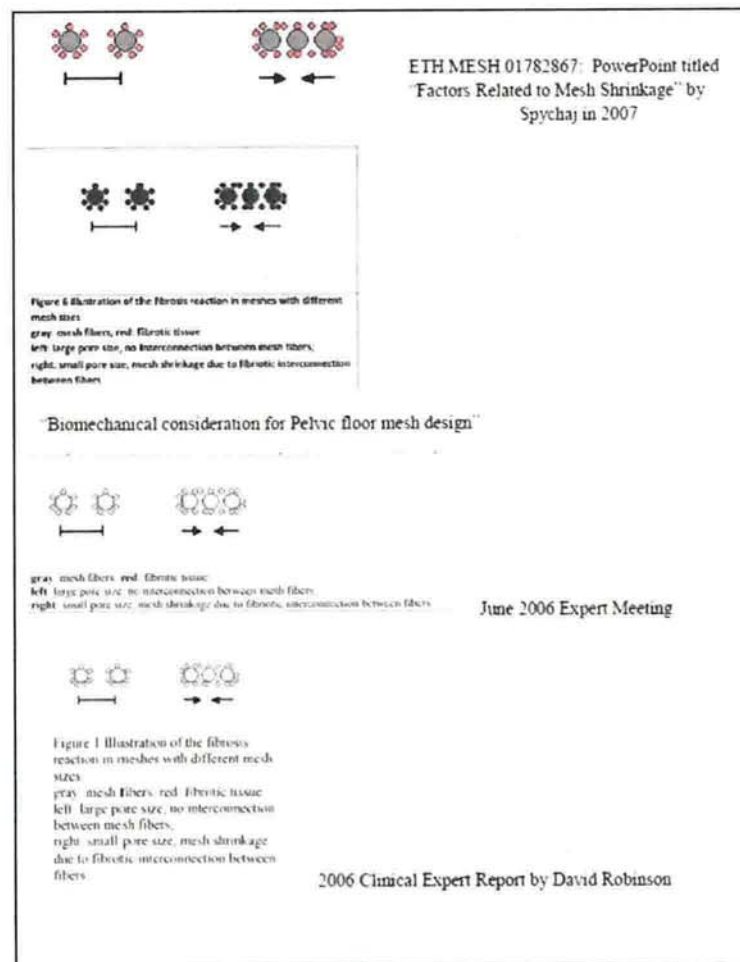 ETH MESH 01782867: PowerPoint titled
"Factors Related to Mesh Shrinkage" by
Spychaj in 2007
Figure 6 Illustration of the fibrosis reaction in meshes with different
mesh sizes
gray: mesh fibers, red: fibrotic tissue
left: large pore size, no interconnection between mesh fibers;
right: small pore size, mesh shrinkage due to fibriotic interconnection
between fibers
"Biomechanical consideration for Pelvic floor mesh design"
gray: mesh fibers, red: fibrotic tissue
left: large pore size, no interconnection between mesh fibers
right: small pore size, mesh shrinkage due to fibrotic interconnection between fibers
June 2006 Expert Meeting
Figure 1 Illustration of the fibrosis
reaction in meshes with different mesh
sizes
gray: mesh fibers, red: fibrotic tissue
left: large pore size, no interconnection
between mesh fibers,
right: small pore size, mesh shrinkage
due to fibrotic interconnection between
fibers
2006 Clinical Expert Report by David Robinson